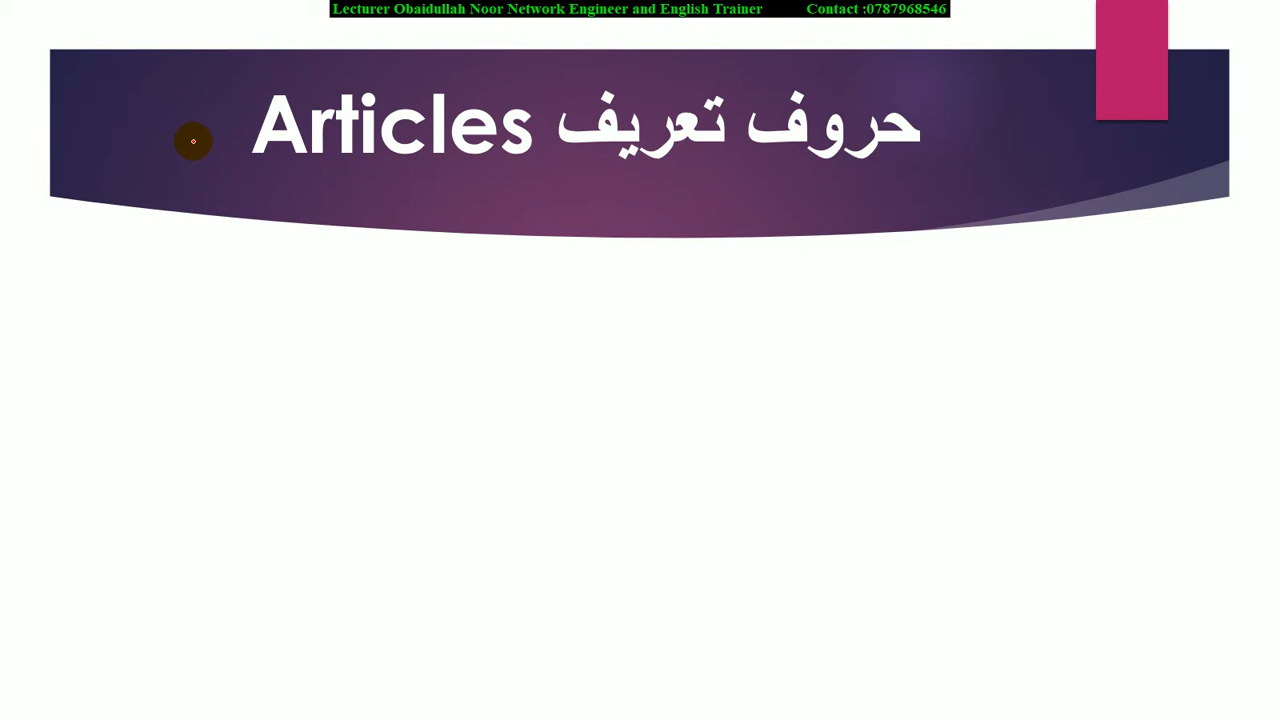 Lecturer Obaidullah Noor Network Engineer and English Trainer Contact :0787968546
حروف تعریف Articles